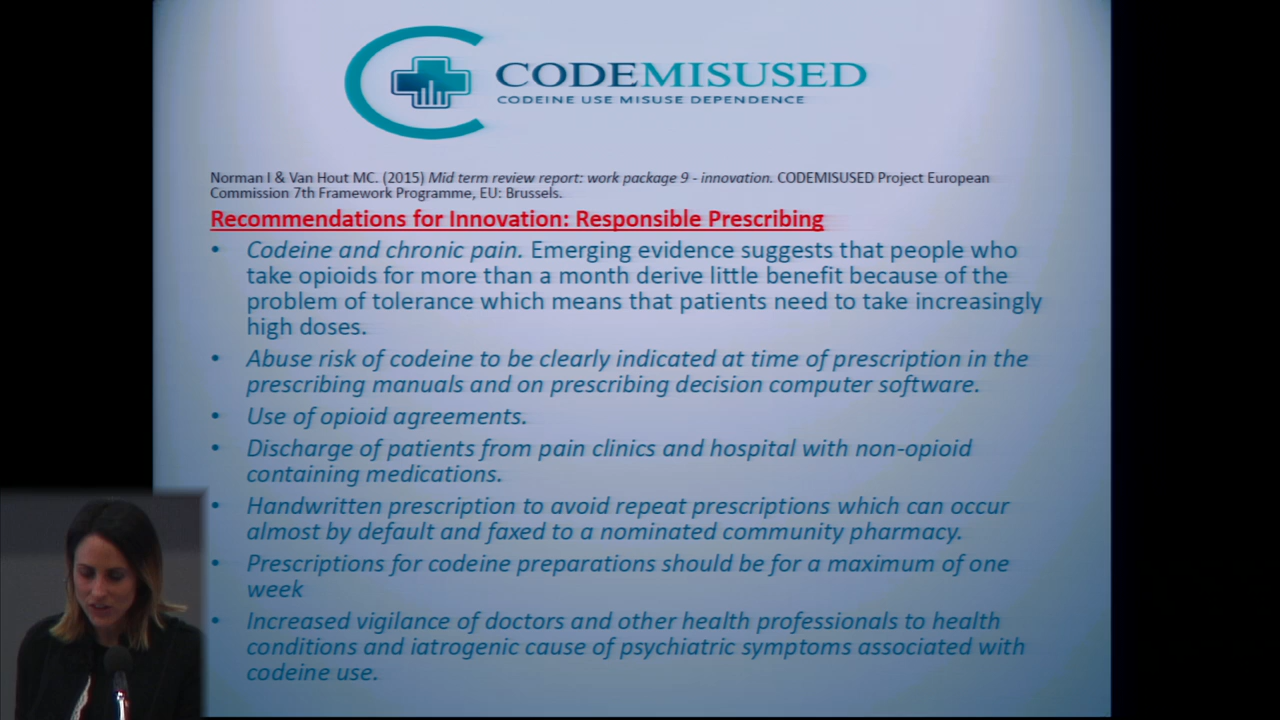 CODEMISUSED
CODEINE USE MISUSE DEPENDENCE
Norman I & Van Hout MC. (2015) Mid term review report: work package 9 - innovation. CODEMISUSED Project European
Commission 7th Framework Programme, EU: Brussels.
Recommendations for Innovation: Responsible Prescribing
• Codeine and chronic pain. Emerging evidence suggests that people who
take opioids for more than a month derive little benefit because of the
problem of tolerance which means that patients need to take increasingly
high doses.
• Abuse risk of codeine to be clearly indicated at time of prescription in the
prescribing manuals and on prescribing decision computer software.
• Use of opioid agreements.
• Discharge of patients from pain clinics and hospital with non-opioid
containing medications.
• Handwritten prescription to avoid repeat prescriptions which can occur
almost by default and faxed to a nominated community pharmacy.
• Prescriptions for codeine preparations should be for a maximum of one
week
• Increased vigilance of doctors and other health professionals to health
conditions and iatrogenic cause of psychiatric symptoms associated with
codeine use.